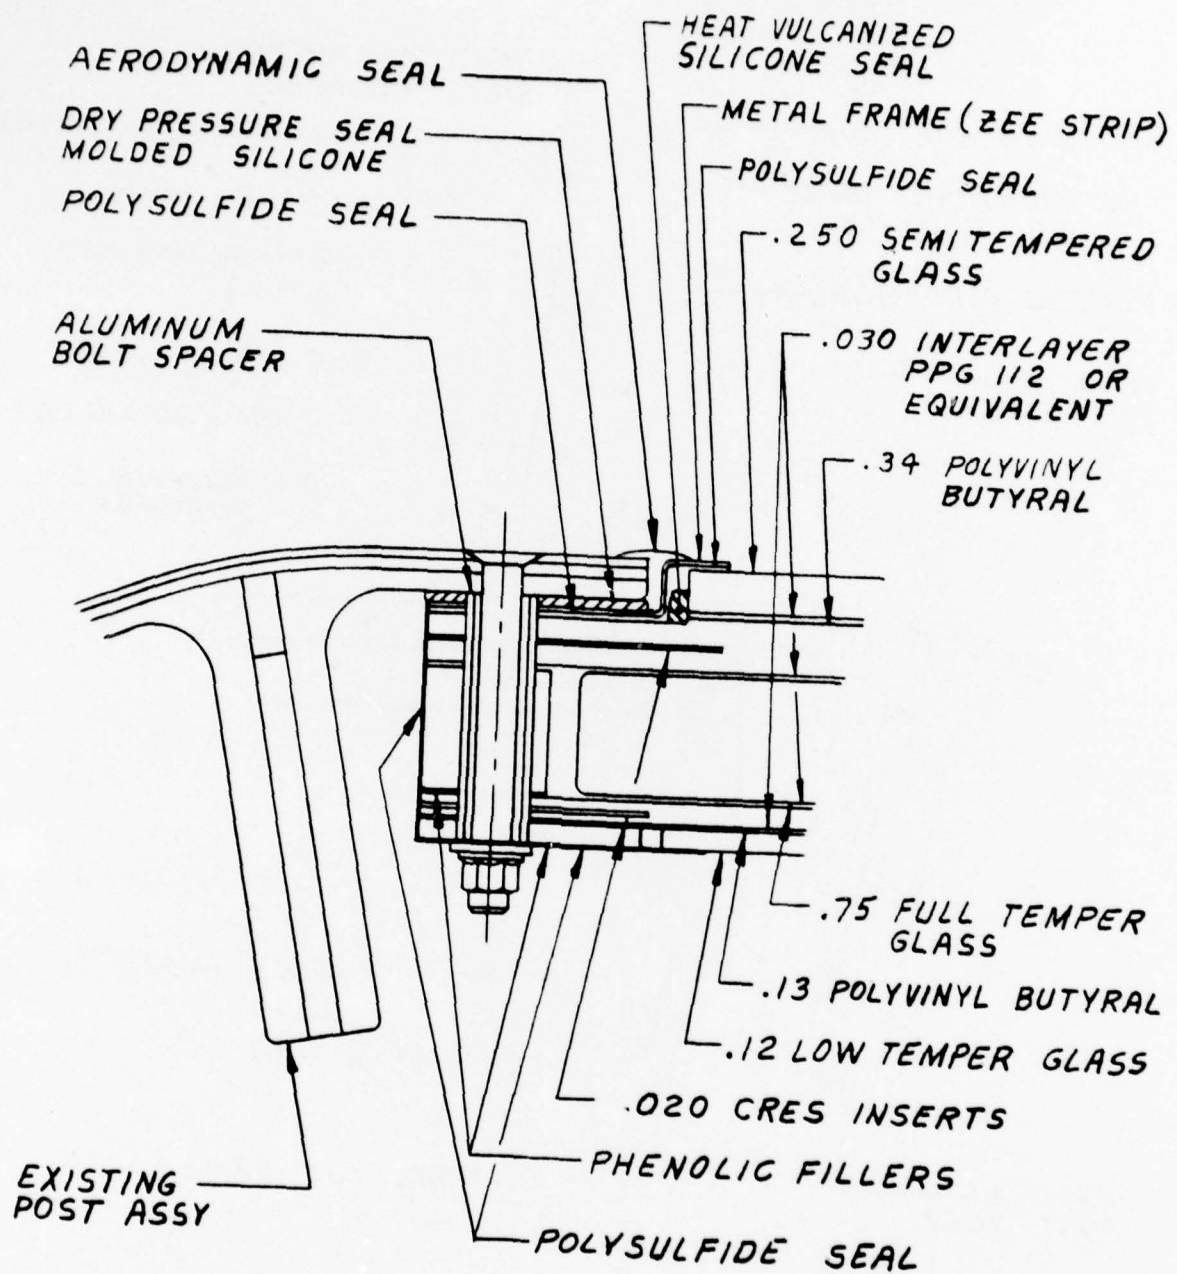 AERODYNAMIC SEAL
DRY PRESSURE SEAL
MOLDED SILICONE
POLYSULFIDE SEAL
ALUMINUM
BOLT SPACER
HEAT VULCANIZED
SILICONE SEAL
METAL FRAME (ZEE STRIP)
POLYSULFIDE SEAL
.250 SEMI TEMPERED
GLASS
.030 INTERLAYER
PPG 112 OR
EQUIVALENT
.34 POLYVINYL
BUTYRAL
.75 FULL TEMPER
GLASS
.13 POLYVINYL BUTYRAL
.12 LOW TEMPER GLASS
.020 CRES INSERTS
PHENOLIC FILLERS
POLYSULFIDE SEAL
EXISTING
POST ASSY